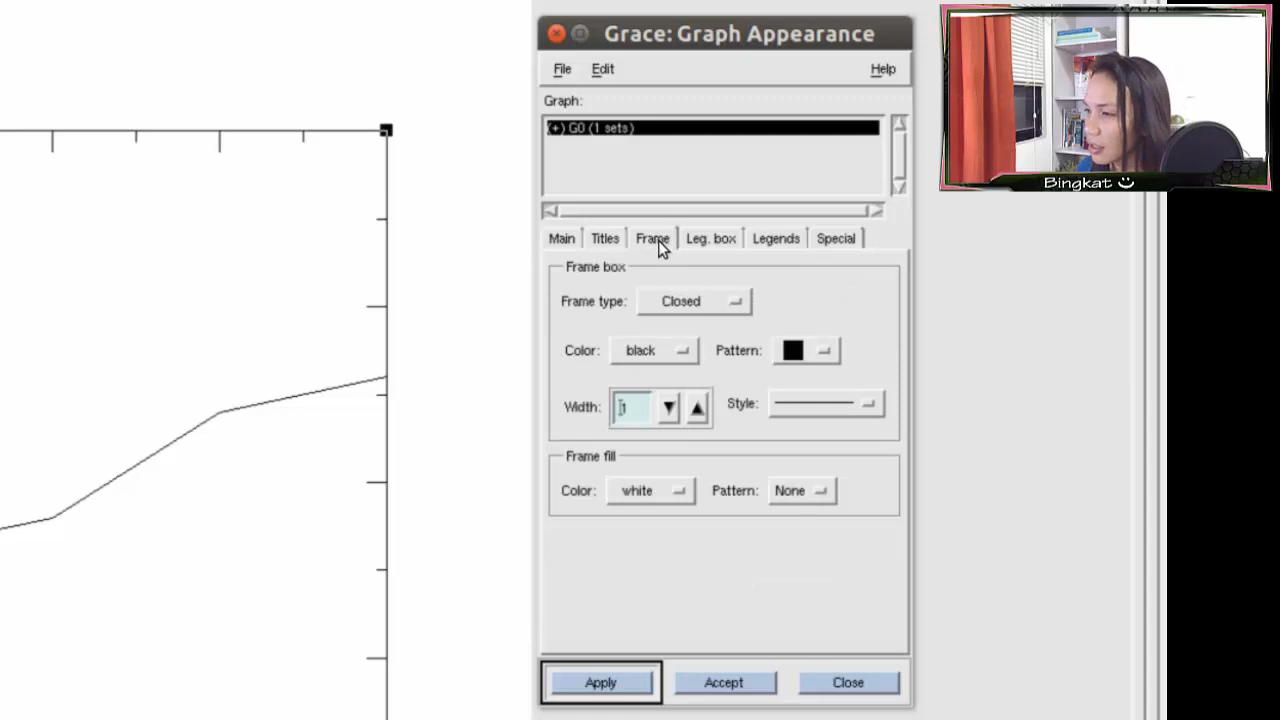 Grace: Graph Appearance
File Edit Help
Graph:
(+) G0 (1 sets)
Main Titles Frame Leg. box Legends Special
Frame box
Frame type: Closed
Color: black Pattern:
Width: 1 Style:
Frame fill
Color: white Pattern: None
Apply Accept Close
Bingkat